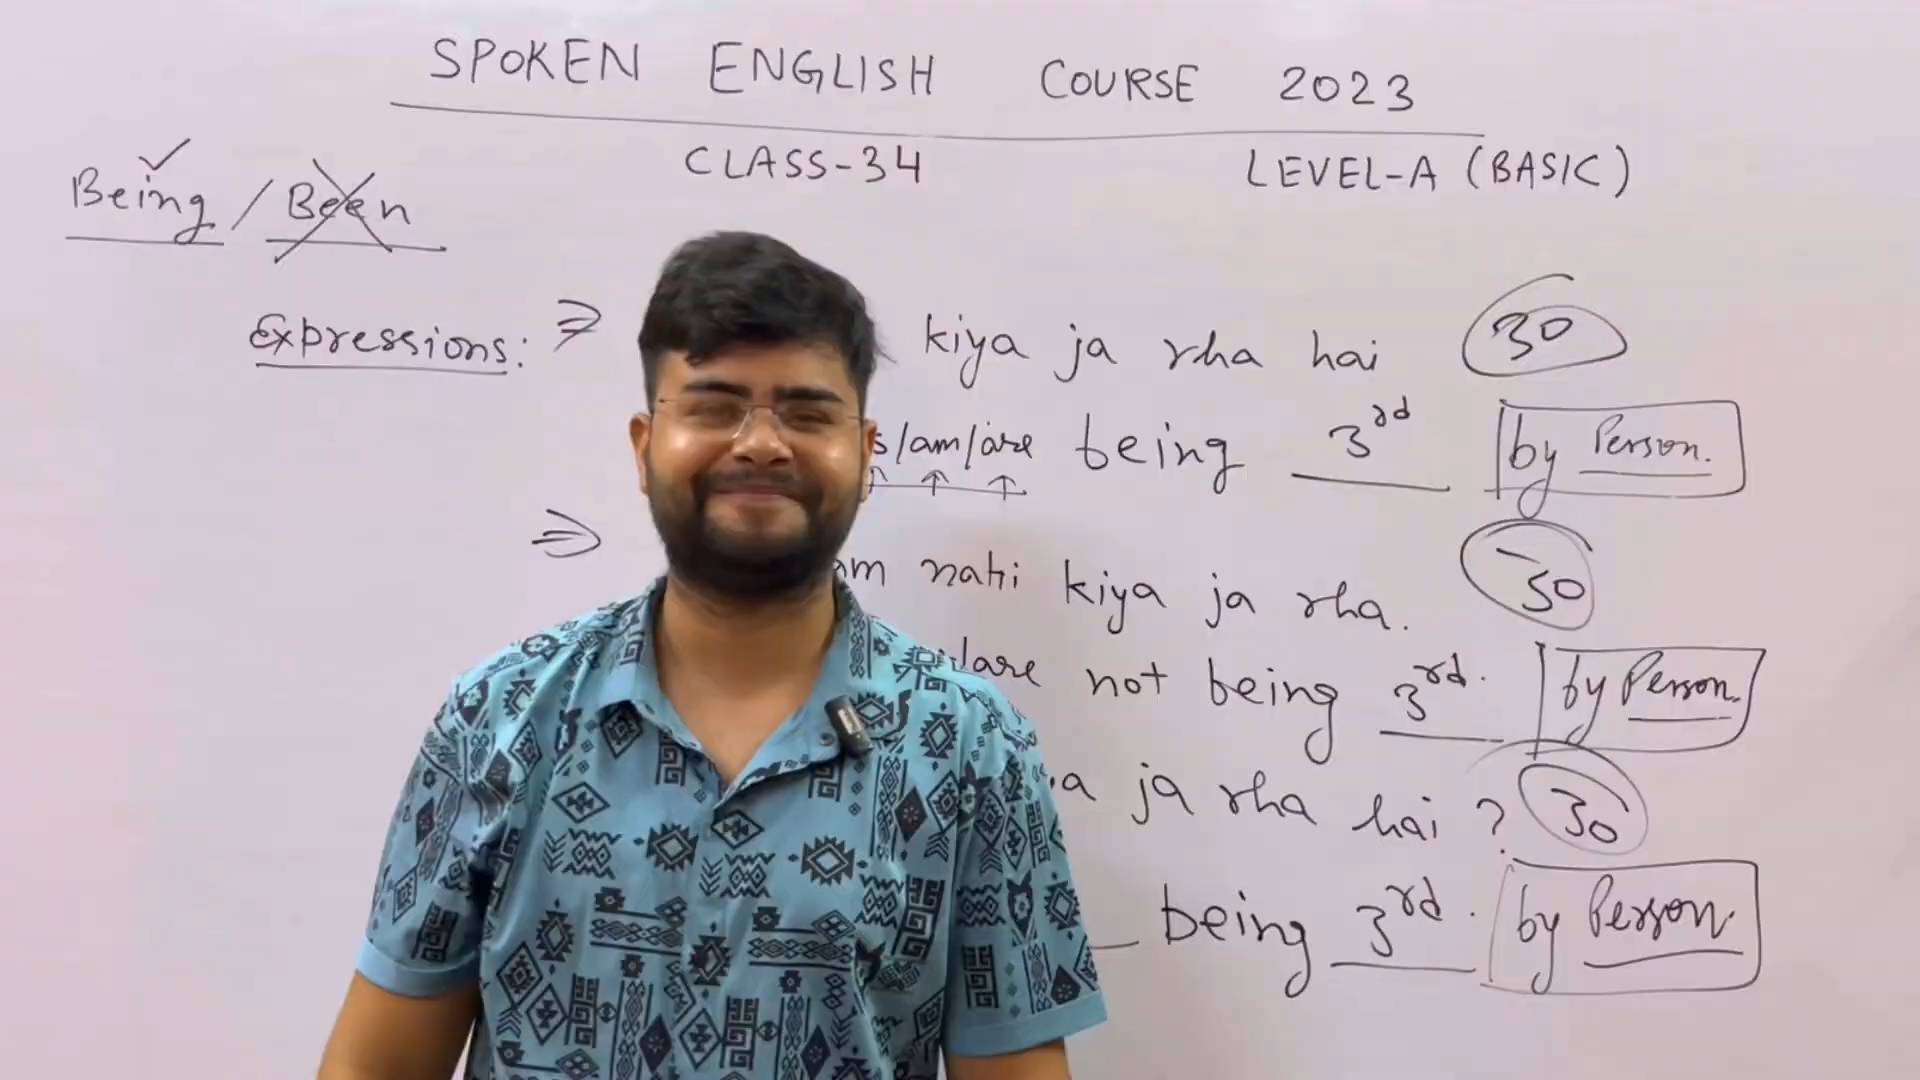 SPOKEN ENGLISH COURSE 2023
CLASS-34 LEVEL-A (BASIC)
Being / Been
Expressions: ⇒ kiya ja rha hai 30
/am/are being 3rd by Person.
⇒ nahi kiya ja rha. 30
/are not being 3rd. by Person.
ja rha hai ? 30
being 3rd. by Person.